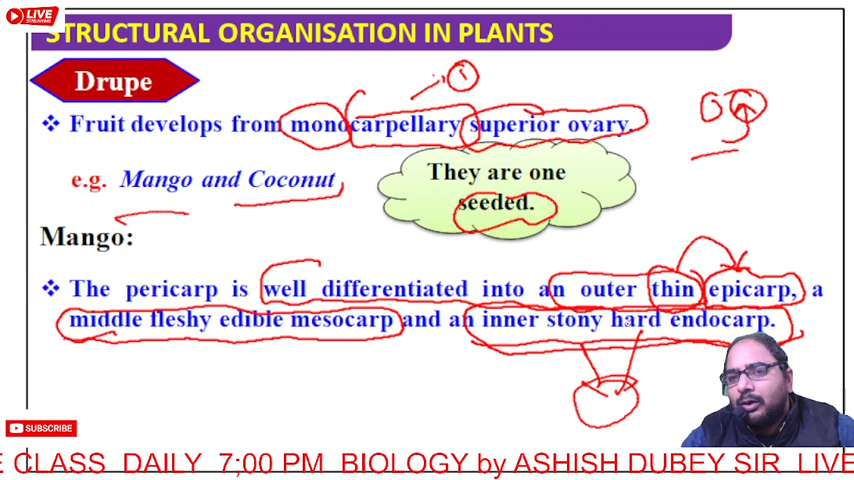 LIVE
STREAMING
STRUCTURAL ORGANISATION IN PLANTS
Drupe
❖ Fruit develops from monocarpellary superior ovary.
e.g. Mango and Coconut
They are one
seeded.
Mango:
❖ The pericarp is well differentiated into an outer thin epicarp, a
middle fleshy edible mesocarp and an inner stony hard endocarp.
SUBSCRIBE
CLASS DAILY 7;00 PM BIOLOGY by ASHISH DUBEY SIR LIVE